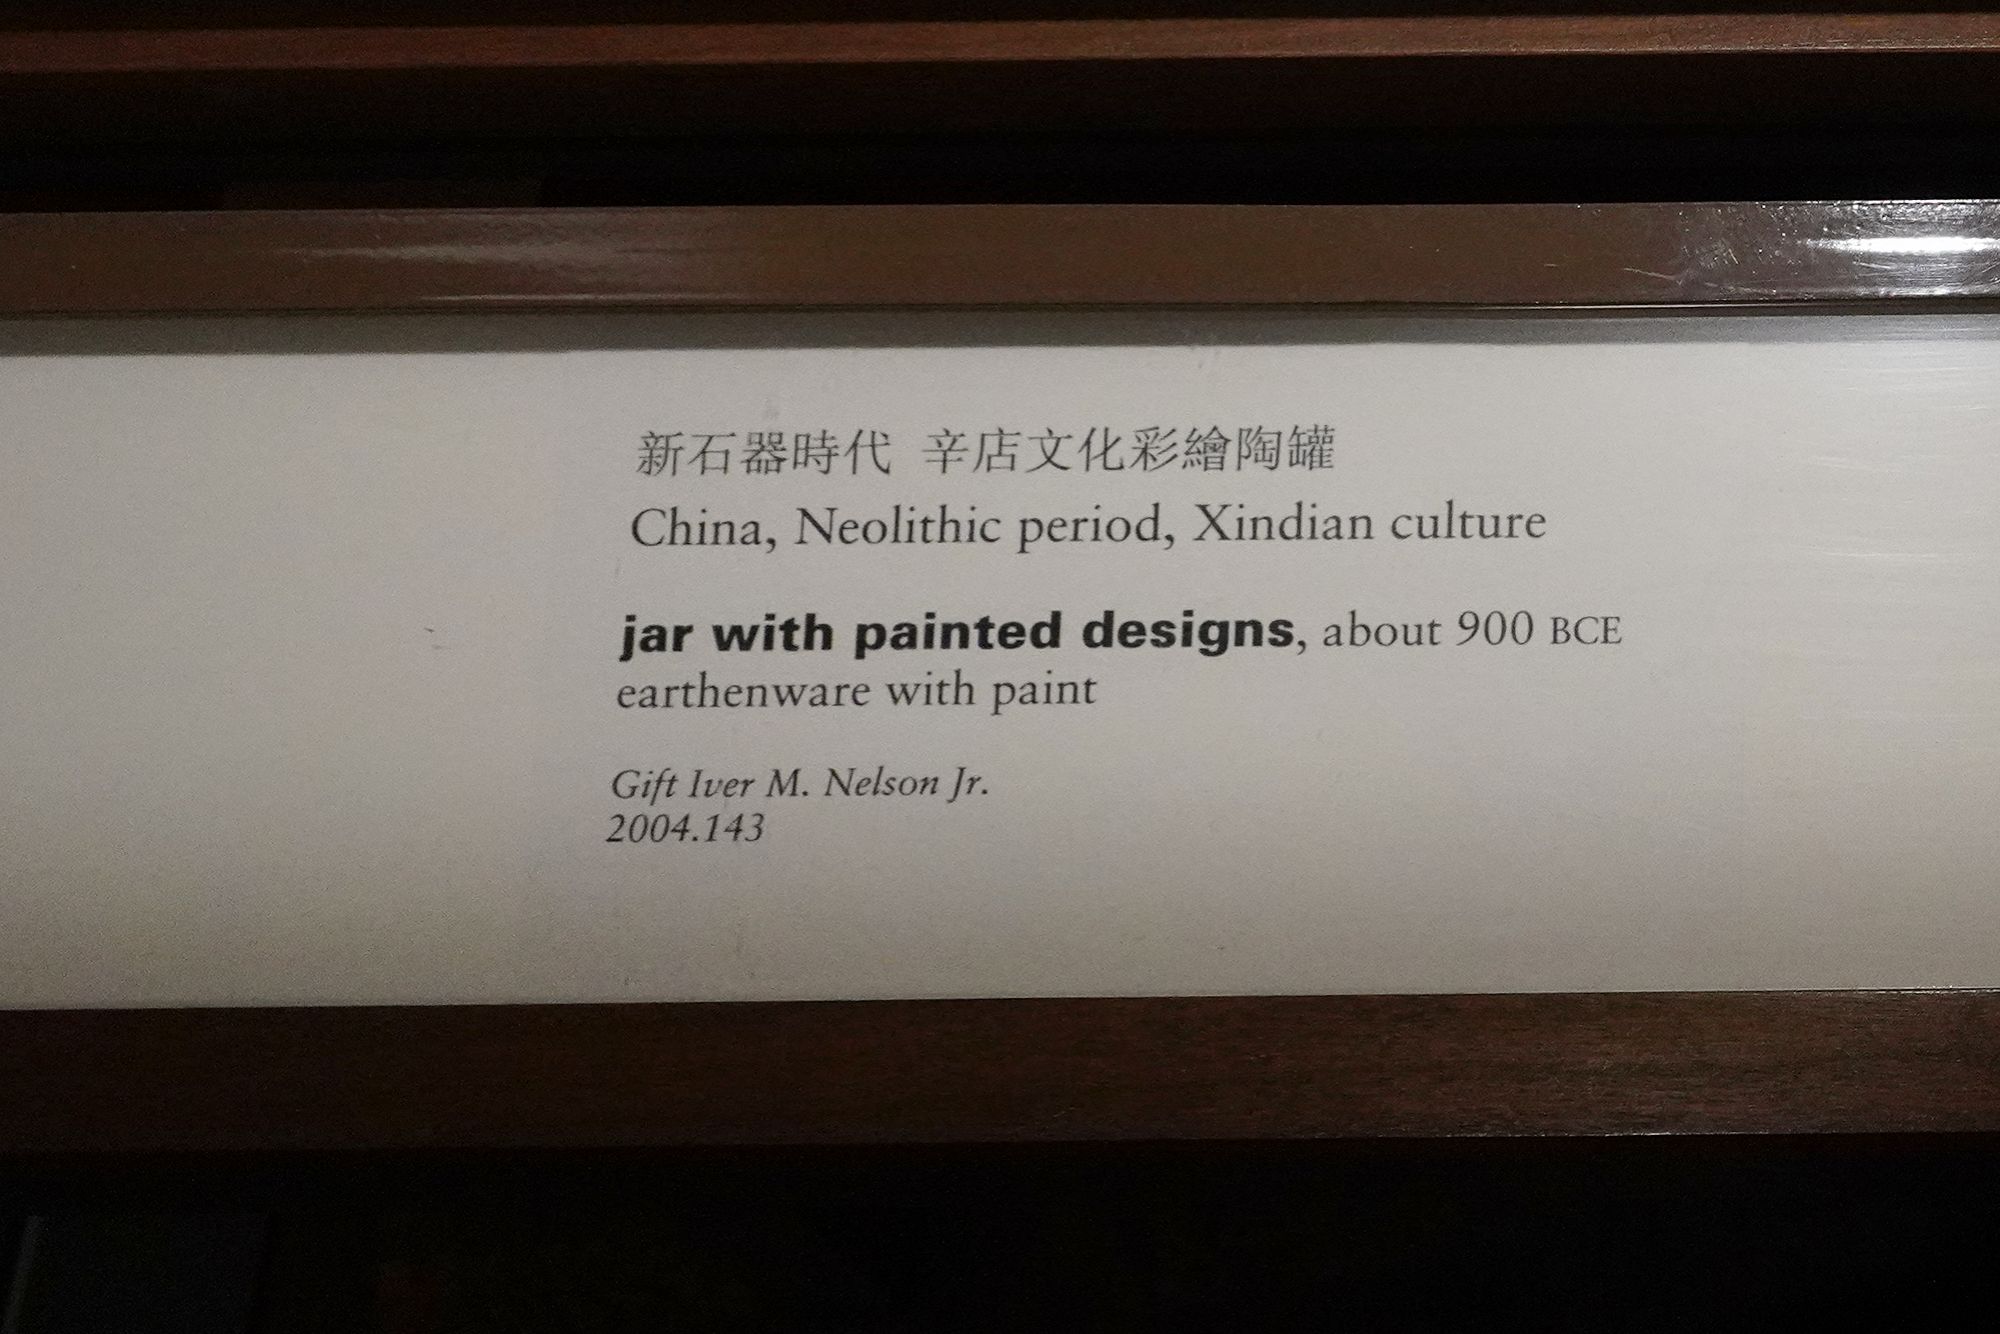 新石器時代 辛店文化彩繪陶罐
China, Neolithic period, Xindian culture
jar with painted designs, about 900 BCE
earthenware with paint
Gift Iver M. Nelson Jr.
2004.143